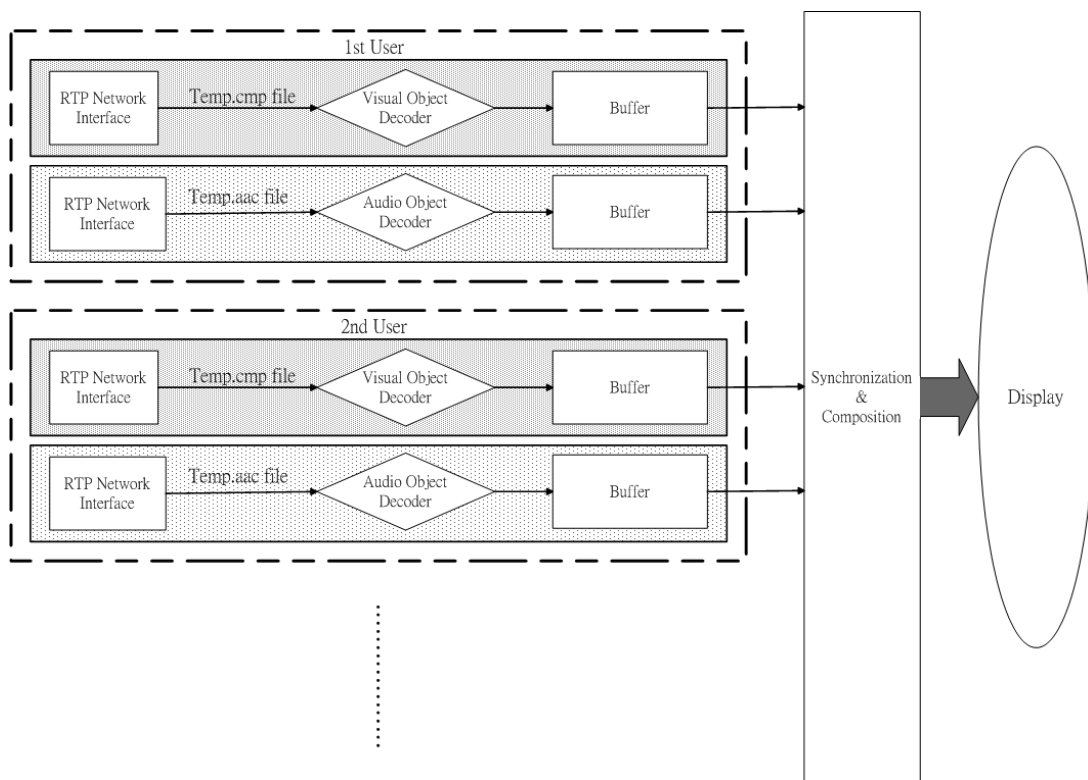 1st User
RTP Network
Interface
Temp.cmp file
Visual Object
Decoder
Buffer
RTP Network
Interface
Temp.aac file
Audio Object
Decoder
Buffer
2nd User
RTP Network
Interface
Temp.cmp file
Visual Object
Decoder
Buffer
RTP Network
Interface
Temp.aac file
Audio Object
Decoder
Buffer
Synchronization
&
Composition
Display